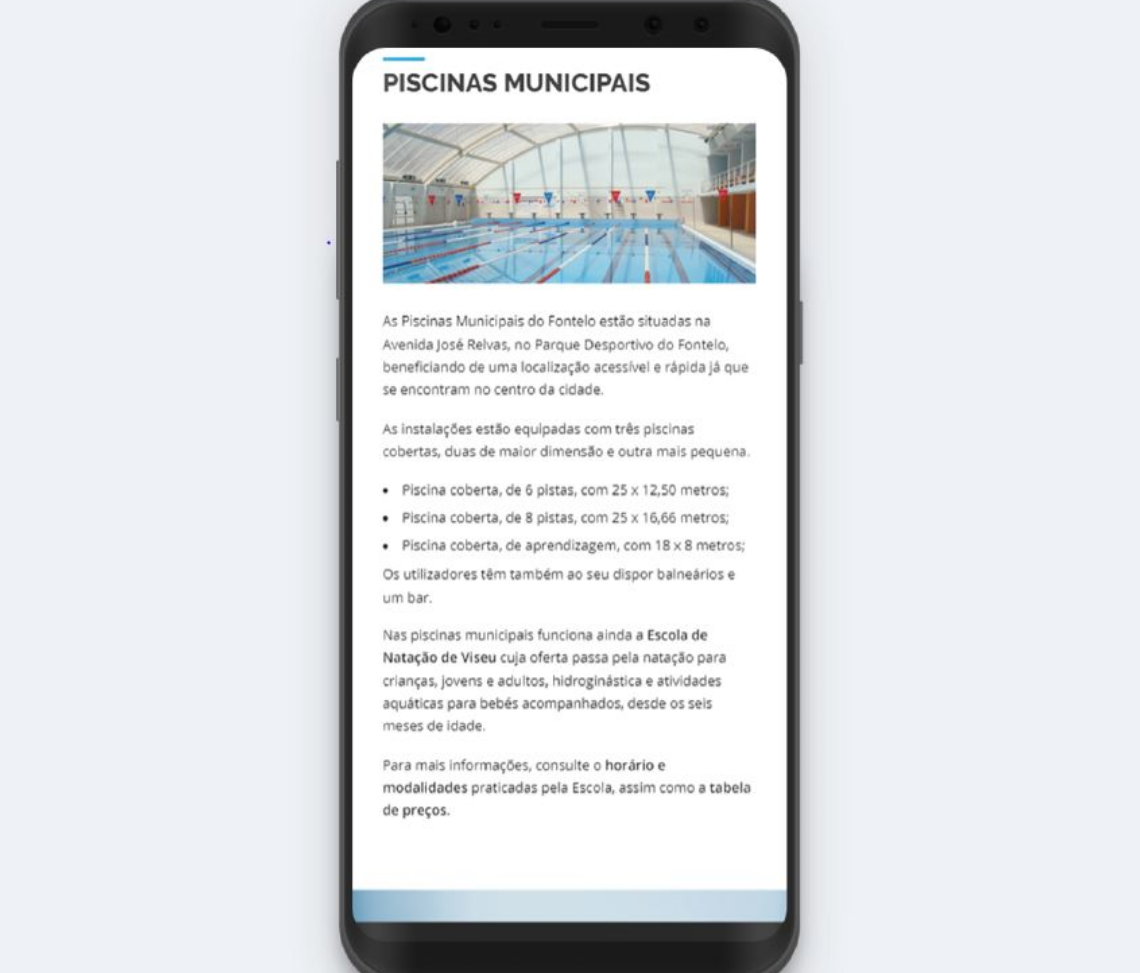 PISCINAS MUNICIPAIS
As Piscinas Municipais do Fontelo estão situadas na
Avenida José Relvas, no Parque Desportivo do Fontelo,
beneficiando de uma localização acessível e rápida já que
se encontram no centro da cidade.
As instalações estão equipadas com três piscinas
cobertas, duas de maior dimensão e outra mais pequena.
• Piscina coberta, de 6 pistas, com 25 x 12,50 metros;
• Piscina coberta, de 8 pistas, com 25 x 16,66 metros;
• Piscina coberta, de aprendizagem, com 18 x 8 metros;
Os utilizadores têm também ao seu dispor balneários e
um bar.
Nas piscinas municipais funciona ainda a Escola de
Natação de Viseu cuja oferta passa pela natação para
crianças, jovens e adultos, hidroginástica e atividades
aquáticas para bebés acompanhados, desde os seis
meses de idade.
Para mais informações, consulte o horário e
modalidades praticadas pela Escola, assim como a tabela
de preços.